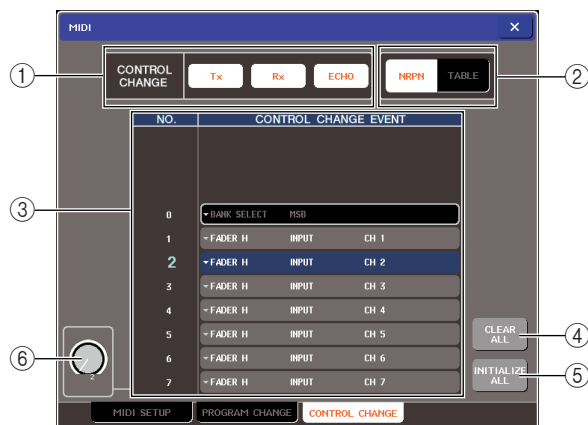 MIDI
×
① CONTROL CHANGE Tx Rx ECHO NRPN TABLE ②
NO. CONTROL CHANGE EVENT
③
0 BANK SELECT MSB
1 FADER H INPUT CH 1
2 FADER H INPUT CH 2
3 FADER H INPUT CH 3
4 FADER H INPUT CH 4
5 FADER H INPUT CH 5
6 FADER H INPUT CH 6
7 FADER H INPUT CH 7
CLEAR ALL ④
INITIALIZE ALL ⑤
⑥ 2
MIDI SETUP PROGRAM CHANGE CONTROL CHANGE